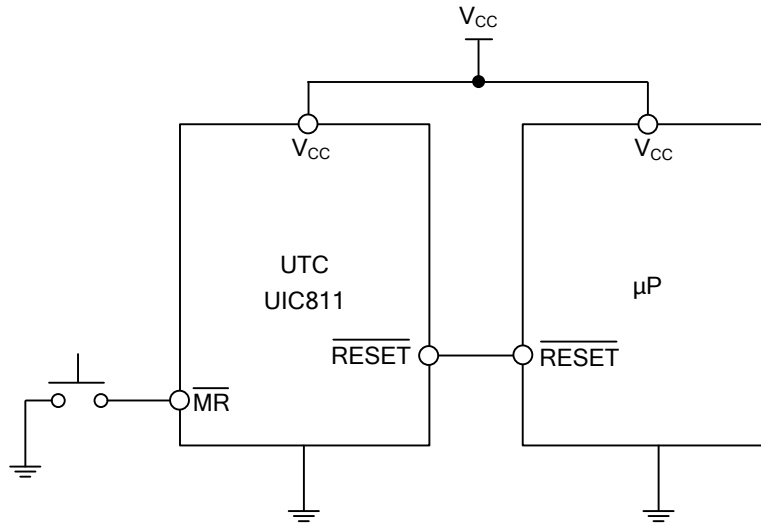 VCC
VCC
VCC
UTC
UIC811
µP
RESET
RESET
MR